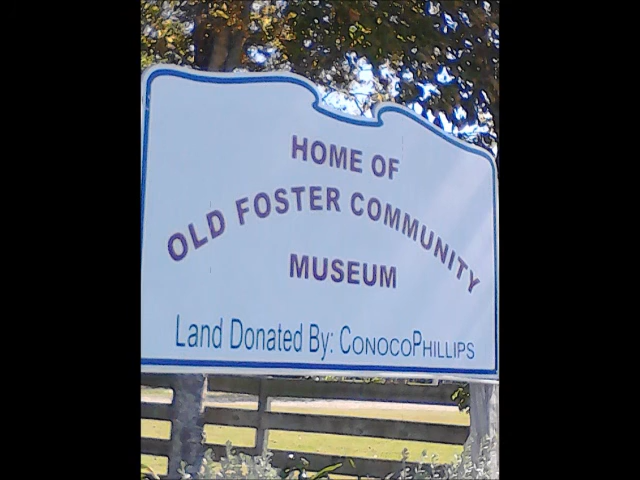 HOME OF
OLD FOSTER COMMUNITY
MUSEUM
Land Donated By: CONOCOPHILLIPS